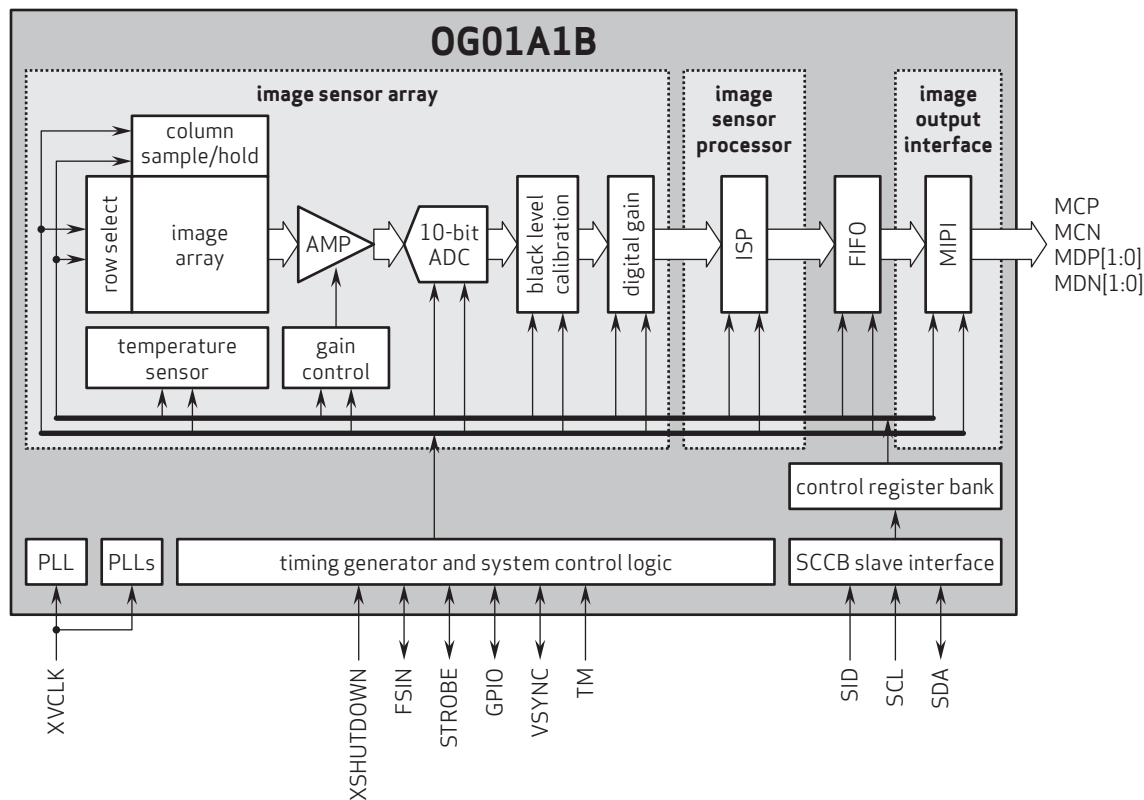 OG01A1B
image sensor array
image
sensor
processor
image
output
interface
column
sample/hold
row select
image
array
AMP
10-bit
ADC
black level
calibration
digital gain
ISP
FIFO
MIPI
MCP
MCN
MDP[1:0]
MDN[1:0]
temperature
sensor
gain
control
control register bank
PLL
PLLs
timing generator and system control logic
SCCB slave interface
XVCLK
XSHUTDOWN
FSIN
STROBE
GPIO
VSYNC
TM
SID
SCL
SDA